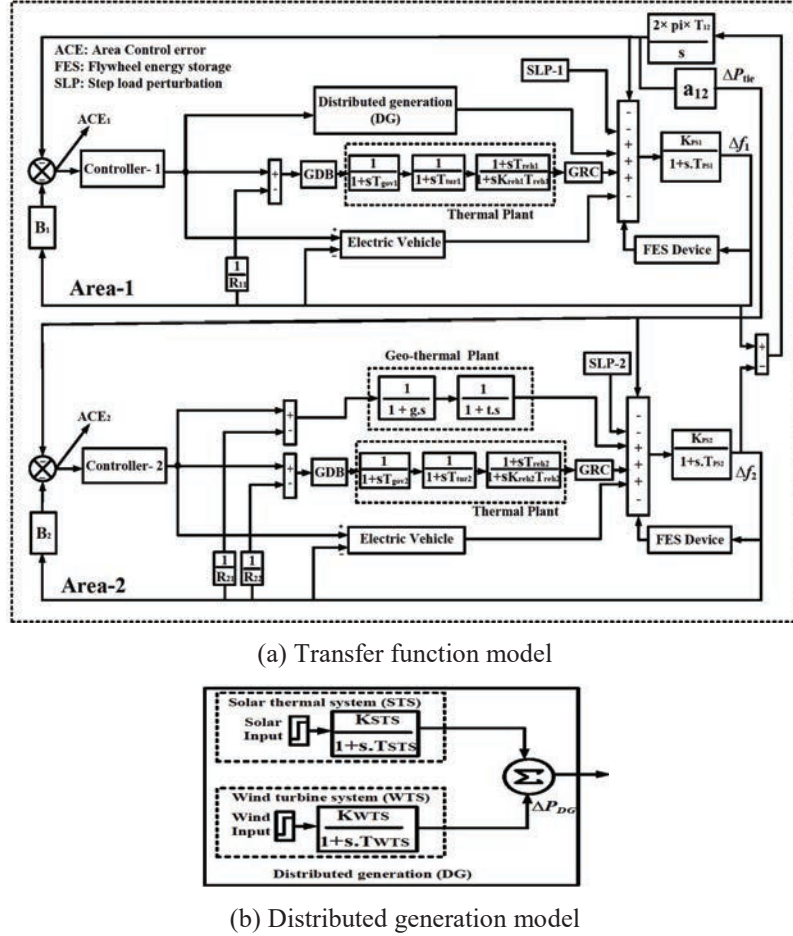 ACE: Area Control error
FES: Flywheel energy storage
SLP: Step load perturbation
2× pi× T₁₂
s
ΔPtie
a₁₂
SLP-1
Distributed generation
(DG)
ACE₁
Controller- 1
+
-
GDB
1
1+sTgov1
1
1+sTtur1
1+sTreh1
1+sKreh1Treh1
Thermal Plant
GRC
-
-
+
+
+
-
KPS1
1+s.TPS1
Δf₁
B₁
+
-
Electric Vehicle
FES Device
1
R₁₁
Area-1
+
-
Geo-thermal Plant
1
1 + g.s
1
1 + t.s
SLP-2
ACE₂
Controller- 2
+
-
+
-
GDB
1
1+sTgov2
1
1+sTtur2
1+sTreh2
1+sKreh2Treh2
Thermal Plant
GRC
-
-
+
+
+
-
KPS2
1+s.TPS2
Δf₂
B₂
+
-
Electric Vehicle
FES Device
1
R₂₁
1
R₂₂
Area-2
(a) Transfer function model
Solar thermal system (STS)
Solar
Input
KSTS
1+s.TSTS
Σ
ΔPDG
Wind turbine system (WTS)
Wind
Input
KWTS
1+s.TWTS
Distributed generation (DG)
(b) Distributed generation model